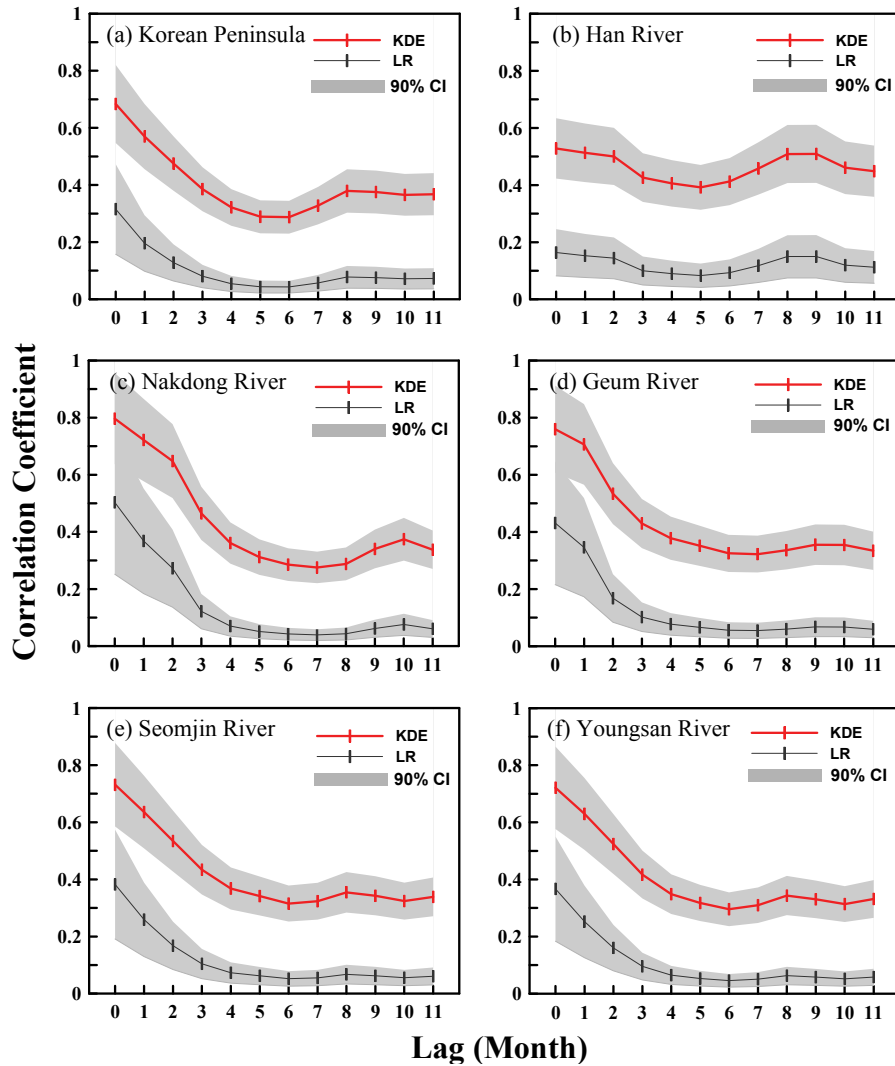 Correlation Coefficient
(a) Korean Peninsula
KDE
LR
90% CI
1
0.8
0.6
0.4
0.2
0
0 1 2 3 4 5 6 7 8 9 10 11
(b) Han River
KDE
LR
90% CI
1
0.8
0.6
0.4
0.2
0
0 1 2 3 4 5 6 7 8 9 10 11
(c) Nakdong River
KDE
LR
90% CI
1
0.8
0.6
0.4
0.2
0
0 1 2 3 4 5 6 7 8 9 10 11
(d) Geum River
KDE
LR
90% CI
1
0.8
0.6
0.4
0.2
0
0 1 2 3 4 5 6 7 8 9 10 11
(e) Seomjin River
KDE
LR
90% CI
1
0.8
0.6
0.4
0.2
0
0 1 2 3 4 5 6 7 8 9 10 11
(f) Youngsan River
KDE
LR
90% CI
1
0.8
0.6
0.4
0.2
0
0 1 2 3 4 5 6 7 8 9 10 11
Lag (Month)